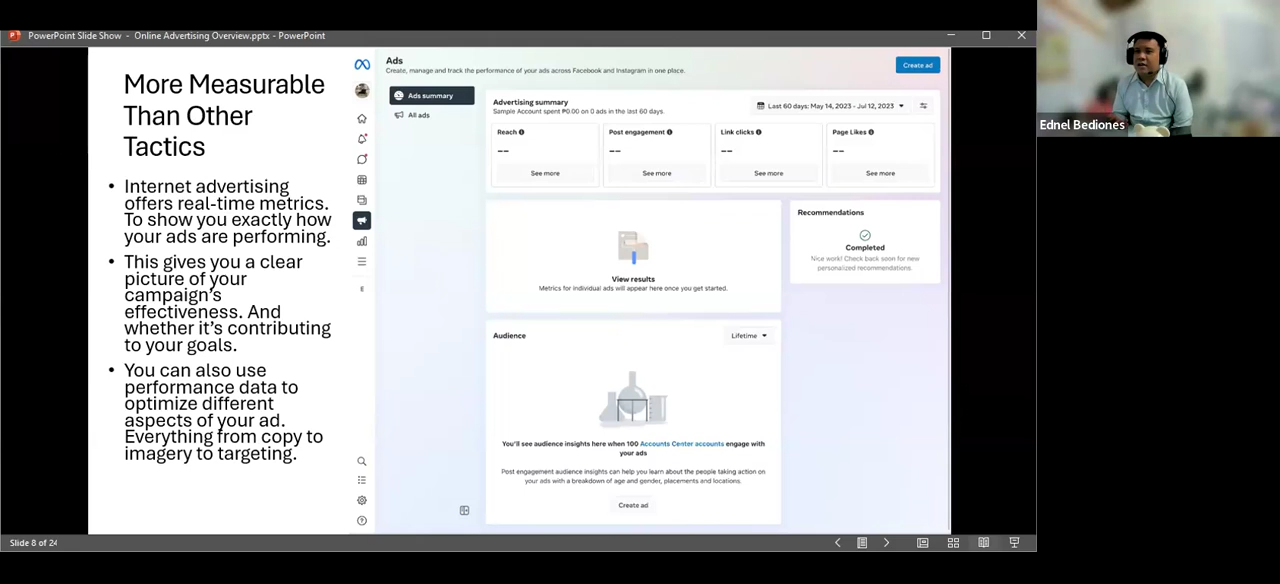 PowerPoint Slide Show - Online Advertising Overview.pptx - PowerPoint
More Measurable
Than Other
Tactics
• Internet advertising
offers real-time metrics.
To show you exactly how
your ads are performing.
• This gives you a clear
picture of your
campaign's
effectiveness. And
whether it's contributing
to your goals.
• You can also use
performance data to
optimize different
aspects of your ad.
Everything from copy to
imagery to targeting.
Ads
Create, manage and track the performance of your ads across Facebook and Instagram in one place.
Create ad
Ads summary
All ads
Advertising summary
Sample Account spent ₱0.00 on 0 ads in the last 60 days.
Last 60 days: May 14, 2023 - Jul 12, 2023
Reach
--
See more
Post engagement
--
See more
Link clicks
--
See more
Page Likes
--
See more
View results
Metrics for individual ads will appear here once you get started.
Recommendations
Completed
Nice work! Check back soon for new
personalized recommendations.
Audience
Lifetime
You'll see audience insights here when 100 Accounts Center accounts engage with
your ads
Post engagement audience insights can help you learn about the people taking action on
your ads with a breakdown of age and gender, placements and locations.
Create ad
Slide 8 of 24
Ednel Bediones